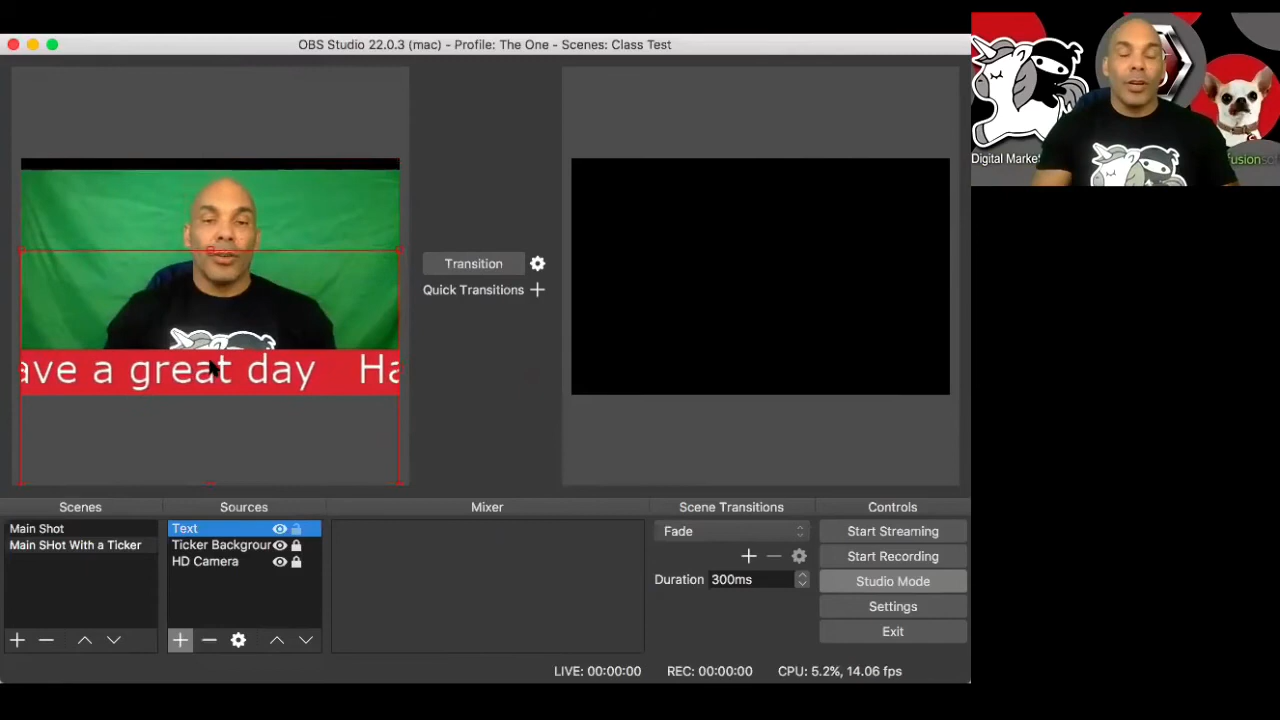 OBS Studio 22.0.3 (mac) - Profile: The One - Scenes: Class Test
Digital Marke
fusionsof
Transition
Quick Transitions
ave a great day Ha
Scenes
Sources
Mixer
Scene Transitions
Controls
Main Shot
Main SHot With a Ticker
Text
Ticker Backgrour
HD Camera
Fade
Duration 300ms
Start Streaming
Start Recording
Studio Mode
Settings
Exit
LIVE: 00:00:00
REC: 00:00:00
CPU: 5.2%, 14.06 fps